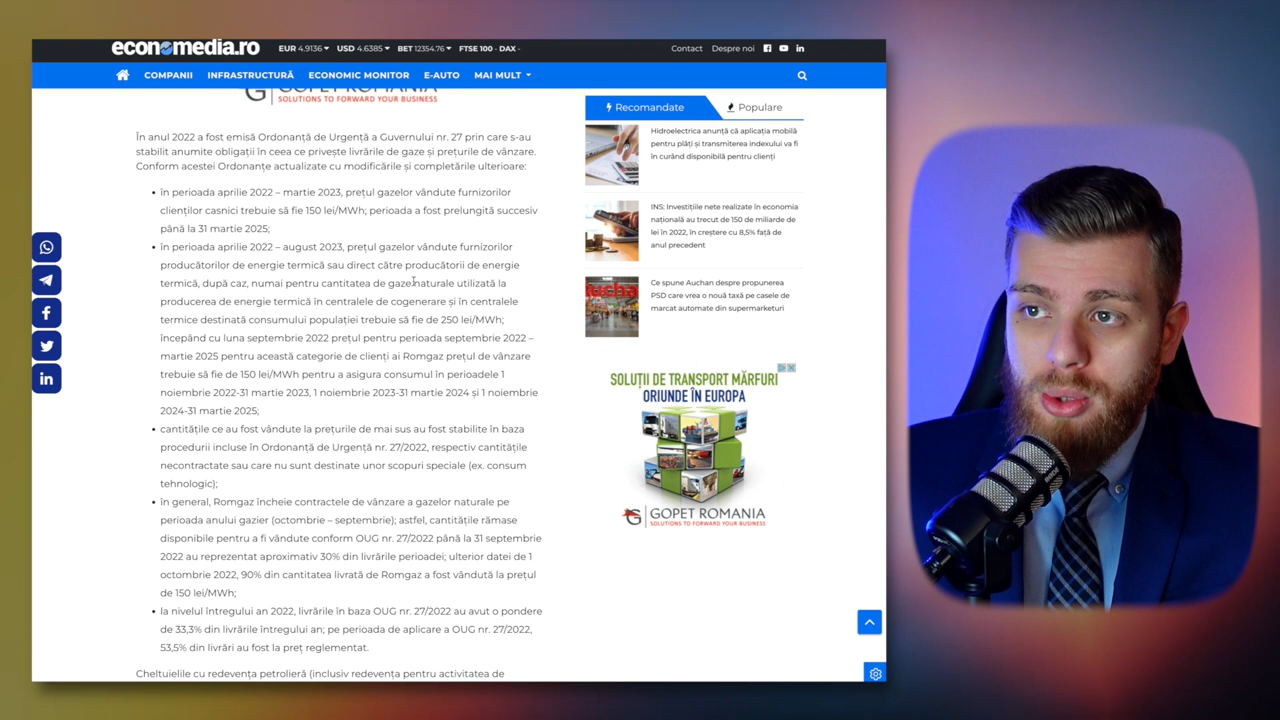 economedia.ro
EUR 4.9136 USD 4.6385 BET 12354.76 FTSE 100 - DAX -
Contact Despre noi
COMPANII INFRASTRUCTURĂ ECONOMIC MONITOR E-AUTO MAI MULT
GOPET ROMANIA
SOLUTIONS TO FORWARD YOUR BUSINESS
În anul 2022 a fost emisă Ordonanță de Urgență a Guvernului nr. 27 prin care s-au
stabilit anumite obligații în ceea ce privește livrările de gaze și prețurile de vânzare.
Conform acestei Ordonanțe actualizate cu modificările și completările ulterioare:
• în perioada aprilie 2022 – martie 2023, prețul gazelor vândute furnizorilor
clienților casnici trebuie să fie 150 lei/MWh; perioada a fost prelungită succesiv
până la 31 martie 2025;
• în perioada aprilie 2022 – august 2023, prețul gazelor vândute furnizorilor
producătorilor de energie termică sau direct către producătorii de energie
termică, după caz, numai pentru cantitatea de gaze naturale utilizată la
producerea de energie termică în centralele de cogenerare și în centralele
termice destinată consumului populației trebuie să fie de 250 lei/MWh;
începând cu luna septembrie 2022 prețul pentru perioada septembrie 2022 –
martie 2025 pentru această categorie de clienți ai Romgaz prețul de vânzare
trebuie să fie de 150 lei/MWh pentru a asigura consumul în perioadele 1
noiembrie 2022-31 martie 2023, 1 noiembrie 2023-31 martie 2024 și 1 noiembrie
2024-31 martie 2025;
• cantitățile ce au fost vândute la prețurile de mai sus au fost stabilite în baza
procedurii incluse în Ordonanță de Urgență nr. 27/2022, respectiv cantitățile
necontractate sau care nu sunt destinate unor scopuri speciale (ex. consum
tehnologic);
• în general, Romgaz încheie contractele de vânzare a gazelor naturale pe
perioada anului gazier (octombrie – septembrie); astfel, cantitățile rămase
disponibile pentru a fi vândute conform OUG nr. 27/2022 până la 31 septembrie
2022 au reprezentat aproximativ 30% din livrările perioadei; ulterior datei de 1
octombrie 2022, 90% din cantitatea livrată de Romgaz a fost vândută la prețul
de 150 lei/MWh;
• la nivelul întregului an 2022, livrările în baza OUG nr. 27/2022 au avut o pondere
de 33,3% din livrările întregului an; pe perioada de aplicare a OUG nr. 27/2022,
53,5% din livrări au fost la preț reglementat.
Cheltuielile cu redevența petrolieră (inclusiv redevența pentru activitatea de
Recomandate Populare
Hidroelectrica anunță că aplicația mobilă
pentru plăți și transmiterea indexului va fi
în curând disponibilă pentru clienți
INS: Investițiile nete realizate în economia
națională au trecut de 150 de miliarde de
lei în 2022, în creștere cu 8,5% față de
anul precedent
Ce spune Auchan despre propunerea
PSD care vrea o nouă taxă pe casele de
marcat automate din supermarketuri
SOLUȚII DE TRANSPORT MĂRFURI
ORIUNDE ÎN EUROPA
GOPET ROMANIA
SOLUTIONS TO FORWARD YOUR BUSINESS